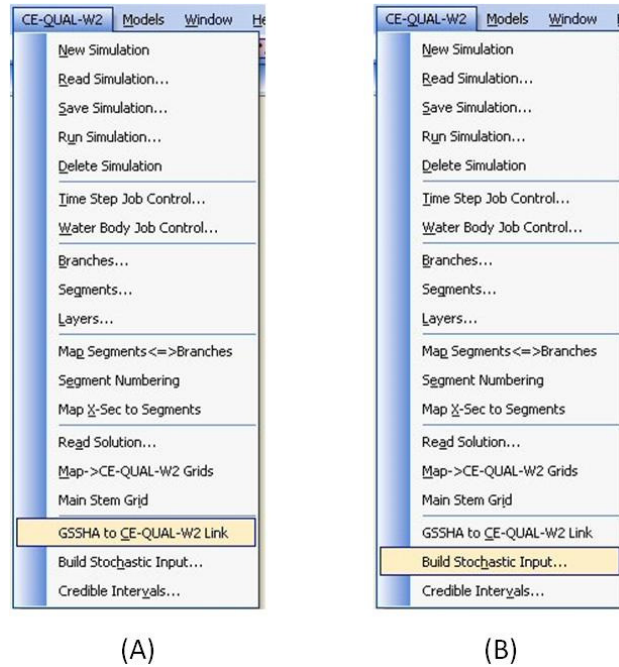 CE-QUAL-W2 Models Window He
New Simulation
Read Simulation...
Save Simulation...
Run Simulation...
Delete Simulation
Time Step Job Control...
Water Body Job Control...
Branches...
Segments...
Layers...
Map Segments<=>Branches
Segment Numbering
Map X-Sec to Segments
Read Solution...
Map->CE-QUAL-W2 Grids
Main Stem Grid
GSSHA to CE-QUAL-W2 Link
Build Stochastic Input...
Credible Intervals...
(A)
CE-QUAL-W2 Models Window
New Simulation
Read Simulation...
Save Simulation...
Run Simulation...
Delete Simulation
Time Step Job Control...
Water Body Job Control...
Branches...
Segments...
Layers...
Map Segments<=>Branches
Segment Numbering
Map X-Sec to Segments
Read Solution...
Map->CE-QUAL-W2 Grids
Main Stem Grid
GSSHA to CE-QUAL-W2 Link
Build Stochastic Input...
Credible Intervals...
(B)